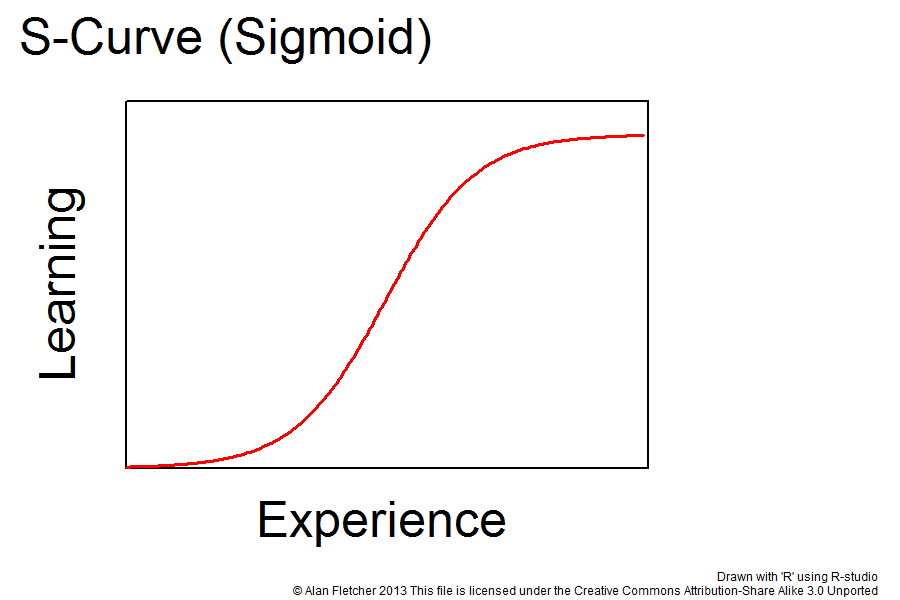 S-Curve (Sigmoid)
Learning
Experience
Drawn with 'R' using R-studio
© Alan Fletcher 2013 This file is licensed under the Creative Commons Attribution-Share Alike 3.0 Unported